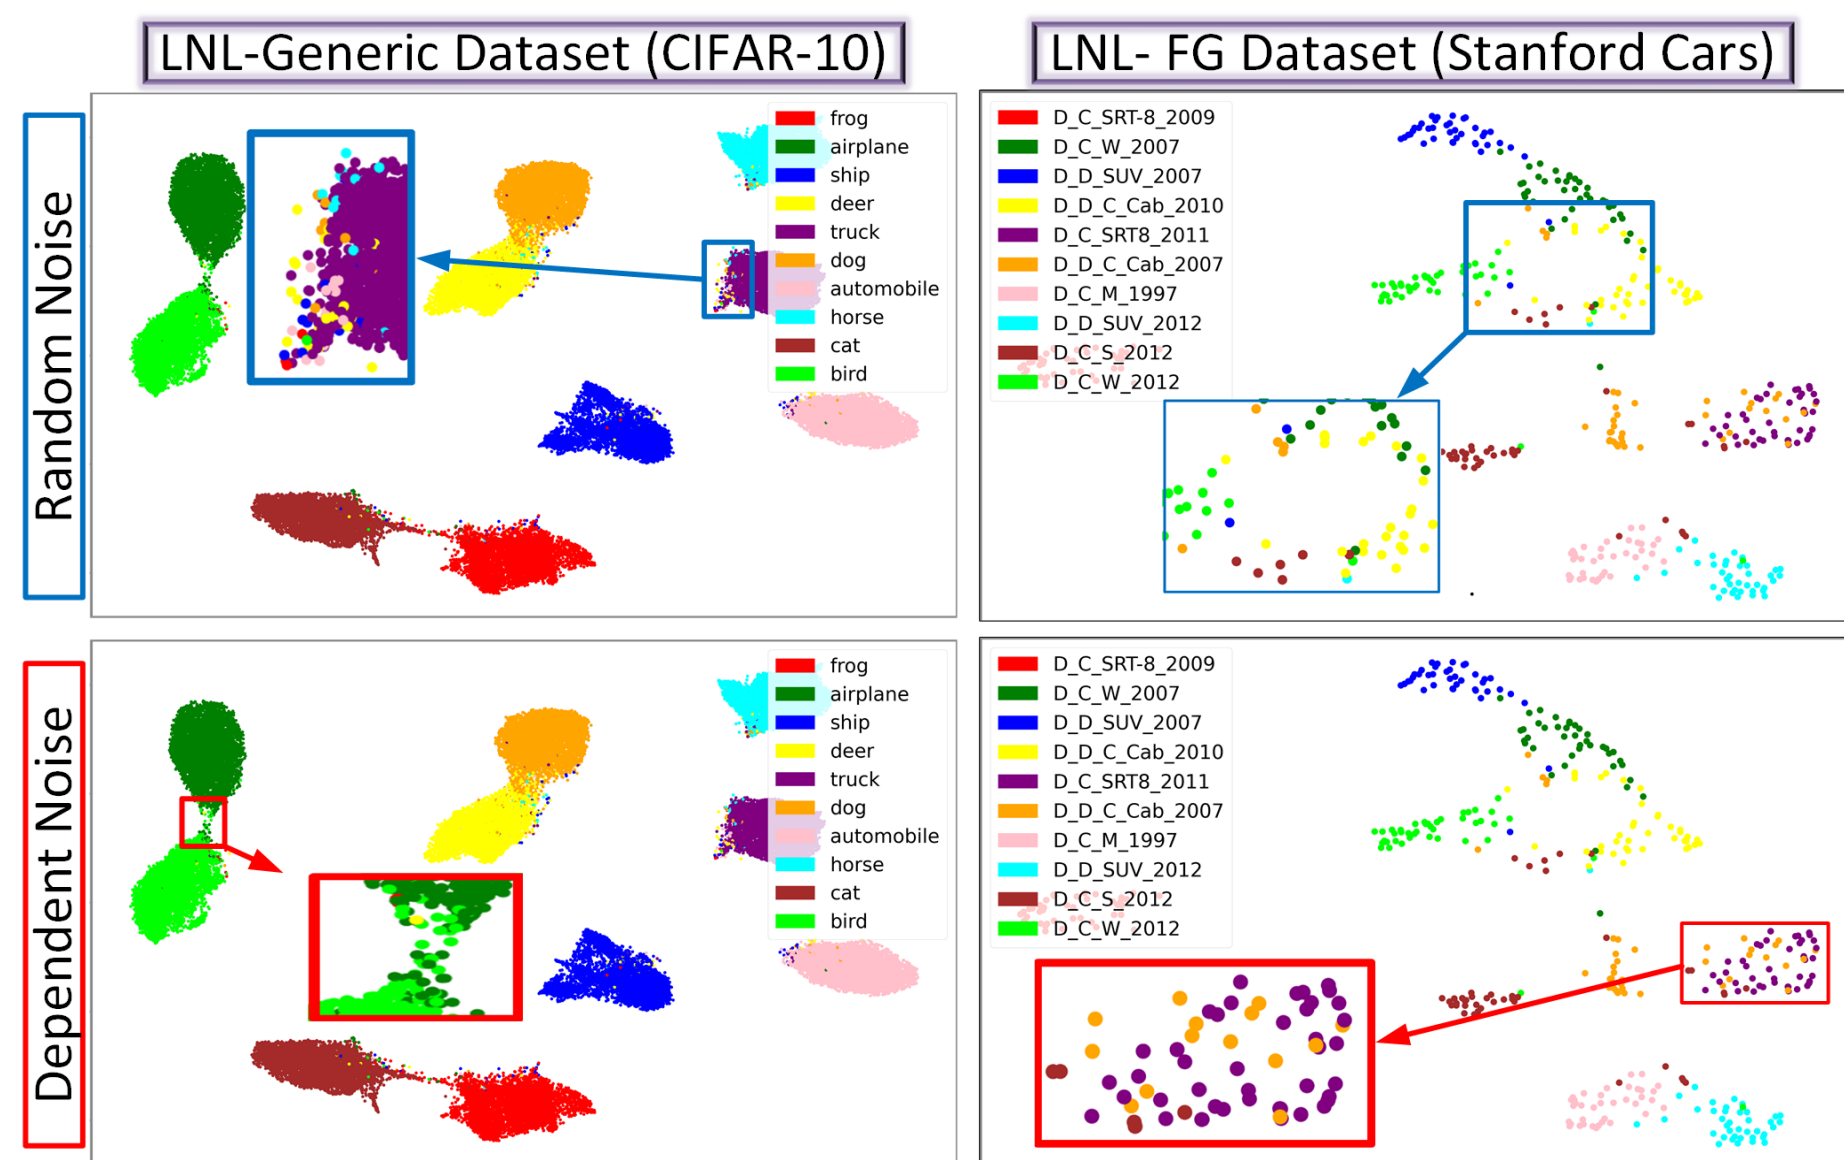 LNL-Generic Dataset (CIFAR-10)
LNL- FG Dataset (Stanford Cars)
Random Noise
frog
airplane
ship
deer
truck
dog
automobile
horse
cat
bird
D_C_SRT-8_2009
D_C_W_2007
D_D_SUV_2007
D_D_C_Cab_2010
D_C_SRT8_2011
D_D_C_Cab_2007
D_C_M_1997
D_D_SUV_2012
D_C_S_2012
D_C_W_2012
Dependent Noise
frog
airplane
ship
deer
truck
dog
automobile
horse
cat
bird
D_C_SRT-8_2009
D_C_W_2007
D_D_SUV_2007
D_D_C_Cab_2010
D_C_SRT8_2011
D_D_C_Cab_2007
D_C_M_1997
D_D_SUV_2012
D_C_S_2012
D_C_W_2012